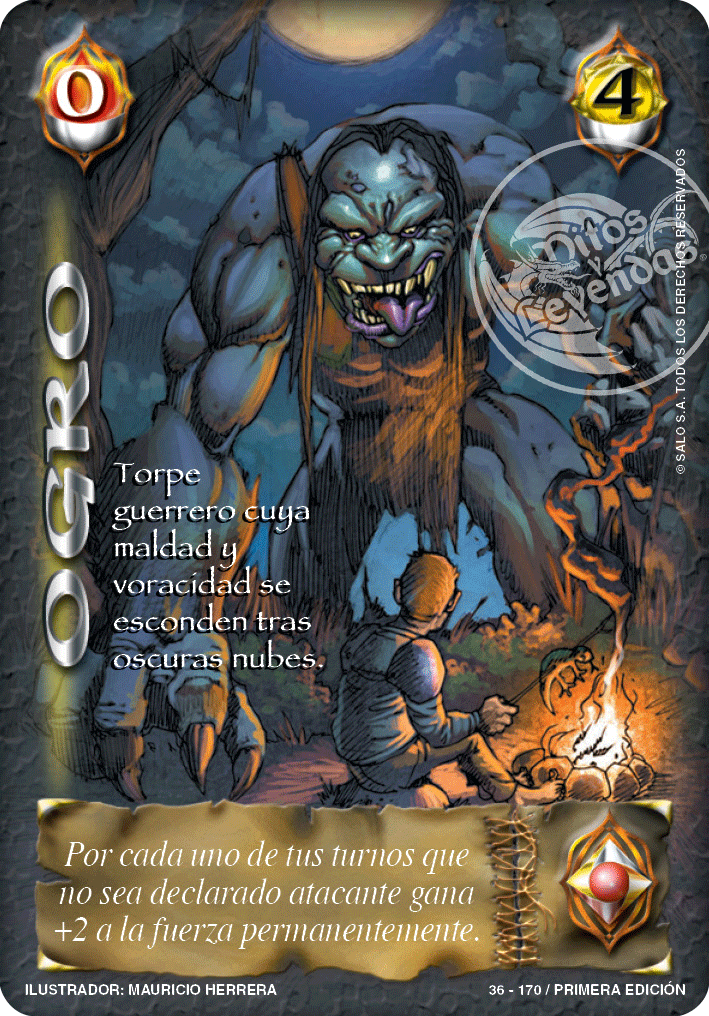 0
4
Mitos
y
Leyendas
© SALO S.A. TODOS LOS DERECHOS RESERVADOS
OGRO
Torpe
guerrero cuya
maldad y
voracidad se
esconden tras
oscuras nubes.
Por cada uno de tus turnos que
no sea declarado atacante gana
+2 a la fuerza permanentemente.
ILUSTRADOR: MAURICIO HERRERA
36 - 170 / PRIMERA EDICIÓN